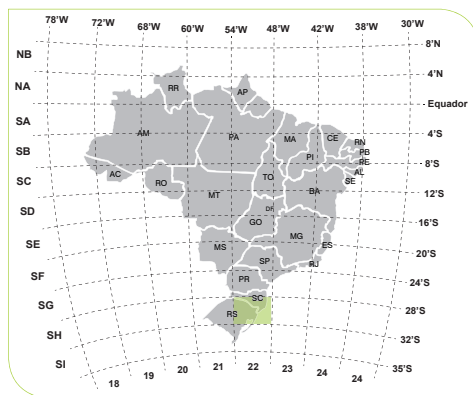 78'W 72'W 68'W 60'W 54'W 48'W 42'W 36'W 30'W
NB 8'N
NA RR AP 4'N
Equador
SA 4'S
AM PA MA CE RN
SB PI PB
PE 8'S
AC TO AL
SC RO BA SE 12'S
MT
SD DF 16'S
GO
SE MS MG ES 20'S
SF SP RJ 24'S
PR
SG SC 28'S
RS
SH 32'S
SI 35'S
18 19 20 21 22 23 24 24